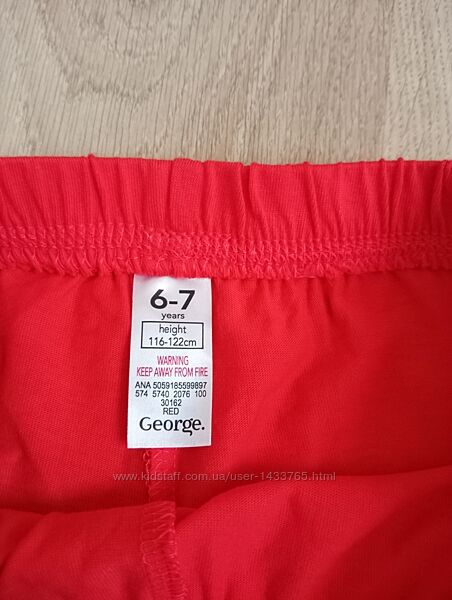 6-7
years
height
116-122cm
WARNING
KEEP AWAY FROM FIRE
ANA 5059185599897
574 5740 2076 100
30162
RED
George.
www.kidstaff.com.ua/user-1433765.html